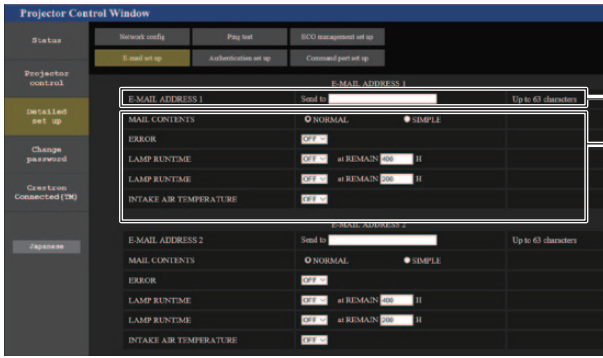 Projector Control Window
Status
Network config Ping test ECO management set up
E-mail set up Authentication set up Command port set up
Projector
control
E-MAIL ADDRESS 1
E-MAIL ADDRESS 1 Send to Up to 63 characters
Detailed
set up
MAIL CONTENTS NORMAL SIMPLE
ERROR OFF
Change
password
LAMP RUNTIME OFF at REMAIN 400 H
LAMP RUNTIME OFF at REMAIN 200 H
Crestron
Connected(TM)
INTAKE AIR TEMPERATURE OFF
E-MAIL ADDRESS 2
Japanese
E-MAIL ADDRESS 2 Send to Up to 63 characters
MAIL CONTENTS NORMAL SIMPLE
ERROR OFF
LAMP RUNTIME OFF at REMAIN 400 H
LAMP RUNTIME OFF at REMAIN 200 H
INTAKE AIR TEMPERATURE OFF